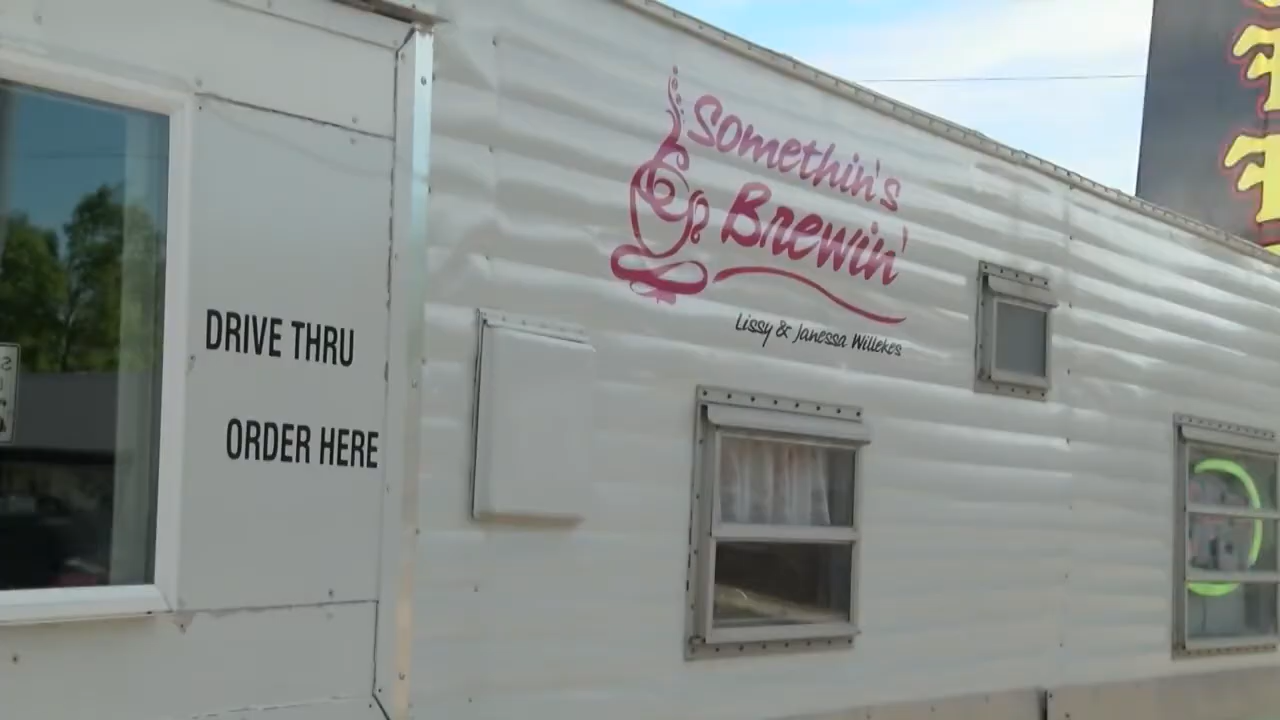 DRIVE THRU
ORDER HERE
Somethin's
Brewin'
Lissy & Janessa Willekes